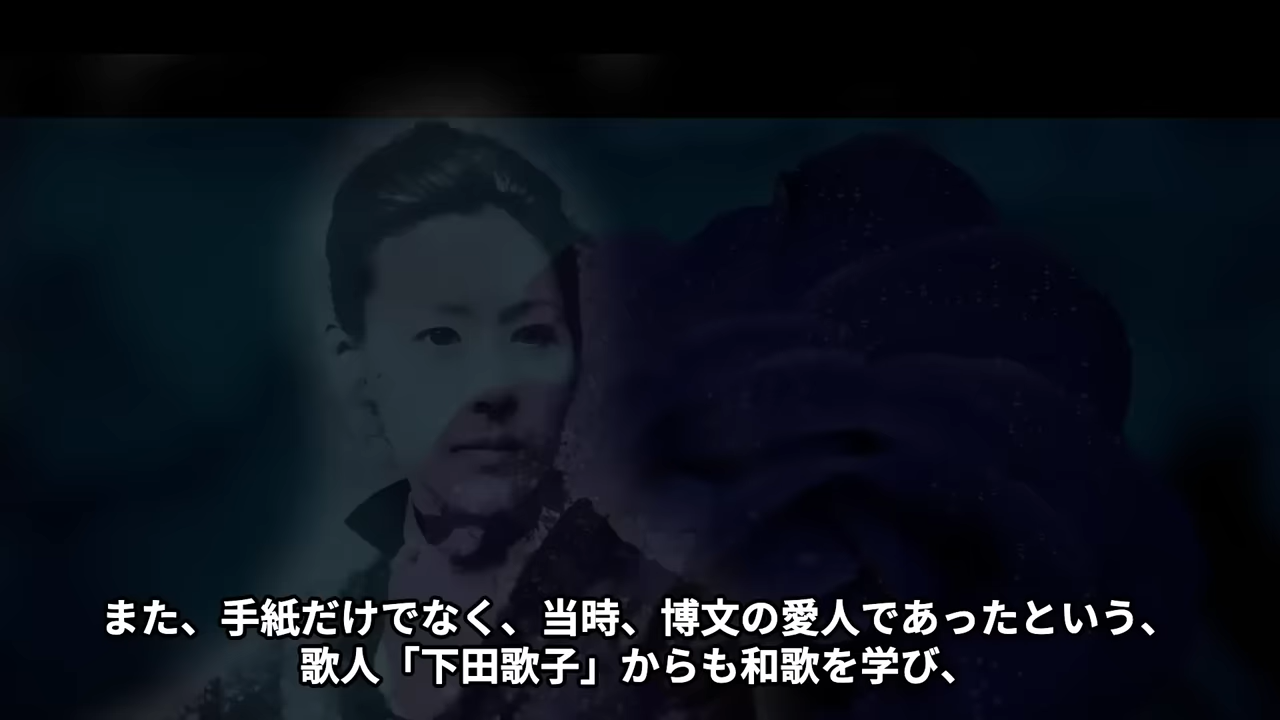 また、手紙だけでなく、当時、博文の愛人であったという、
歌人「下田歌子」からも和歌を学び、